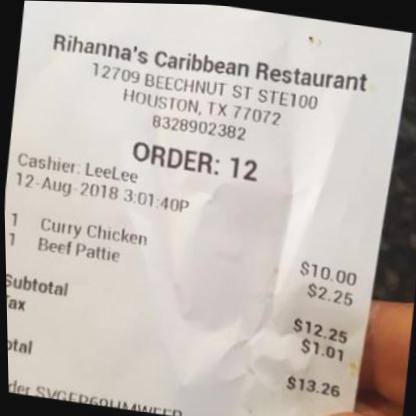 Rihanna's Caribbean Restaurant
12709 BEECHNUT ST STE100
HOUSTON, TX 77072
8328902382
ORDER: 12
Cashier: LeeLee
12-Aug-2018 3:01:40P
1 Curry Chicken $10.00
1 Beef Pattie $2.25
Subtotal $12.25
ax $1.01
otal $13.26